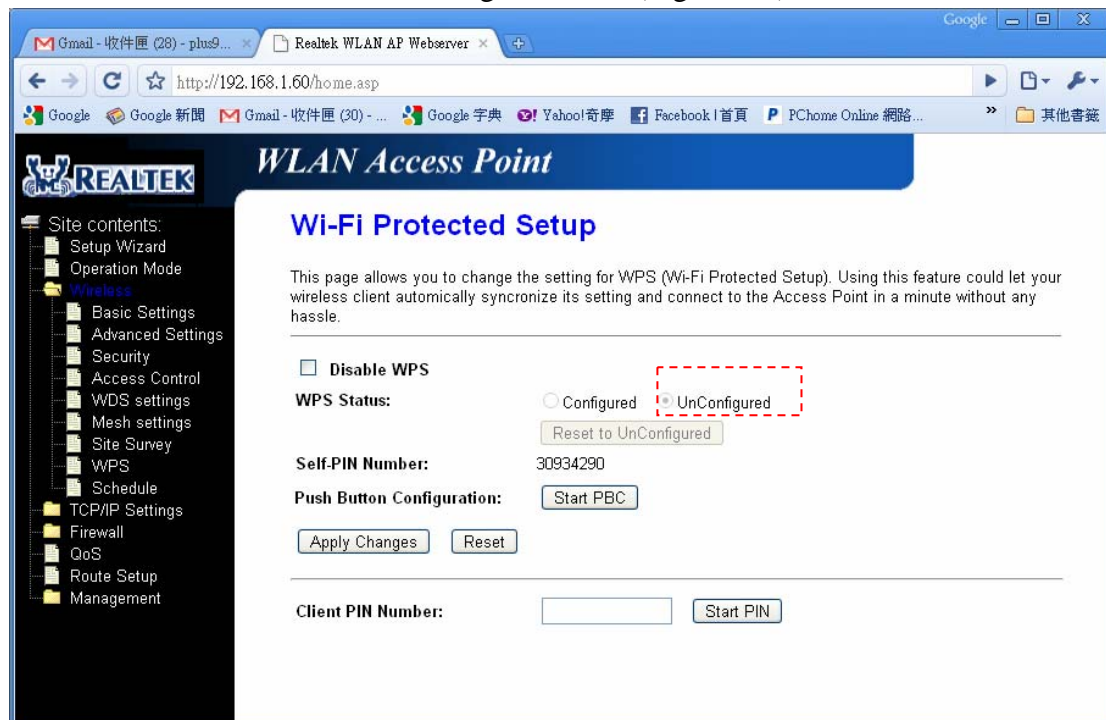 Google
Gmail - 收件匣 (28) - plus9...
Realtek WLAN AP Webserver
http://192.168.1.60/home.asp
Google
Google 新聞
Gmail - 收件匣 (30) - ...
Google 字典
Yahoo!奇摩
Facebook | 首頁
PChome Online 網路...
»
其他書籤
REALTEK
WLAN Access Point
Site contents:
Setup Wizard
Operation Mode
Wireless
Basic Settings
Advanced Settings
Security
Access Control
WDS settings
Mesh settings
Site Survey
WPS
Schedule
TCP/IP Settings
Firewall
QoS
Route Setup
Management
Wi-Fi Protected Setup
This page allows you to change the setting for WPS (Wi-Fi Protected Setup). Using this feature could let your
wireless client automically syncronize its setting and connect to the Access Point in a minute without any
hassle.
Disable WPS
WPS Status: Configured UnConfigured
Reset to UnConfigured
Self-PIN Number: 30934290
Push Button Configuration: Start PBC
Apply Changes Reset
Client PIN Number: Start PIN